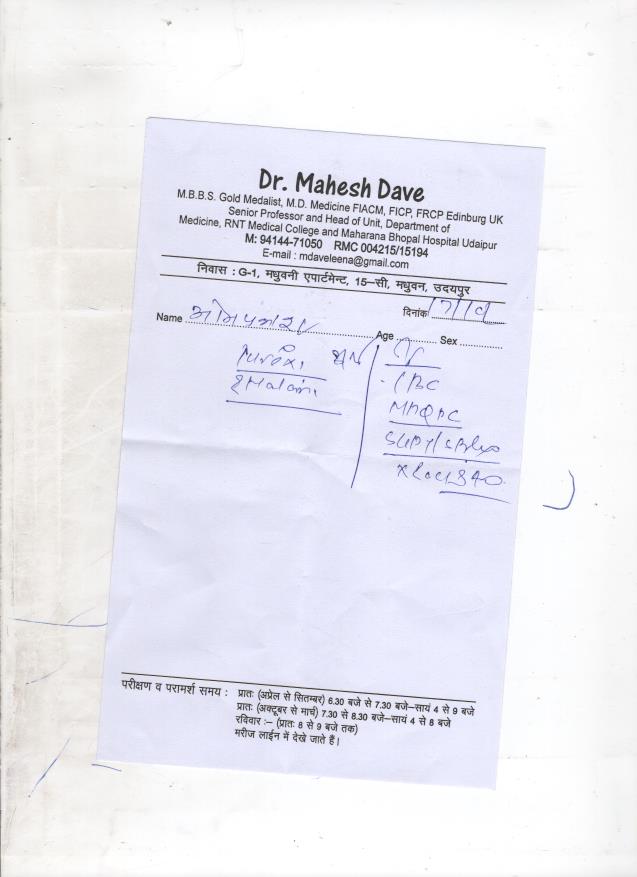 Dr. Mahesh Dave
M.B.B.S. Gold Medalist, M.D. Medicine FIACM, FICP, FRCP Edinburg UK
Senior Professor and Head of Unit, Department of
Medicine, RNT Medical College and Maharana Bhopal Hospital Udaipur
M: 94144-71050 RMC 004215/15194
E-mail : mdaveleena@gmail.com
निवास : G-1, मधुवनी एपार्टमेन्ट, 15–सी, मधुवन, उदयपुर
दिनांक
Name Age Sex
CBC
परीक्षण व परामर्श समय : प्रातः (अप्रेल से सितम्बर) 6.30 बजे से 7.30 बजे–सायं 4 से 9 बजे
प्रातः (अक्टूबर से मार्च) 7.30 से 8.30 बजे–सायं 4 से 8 बजे
रविवार :– (प्रातः 8 से 9 बजे तक)
मरीज लाईन में देखे जाते हैं।